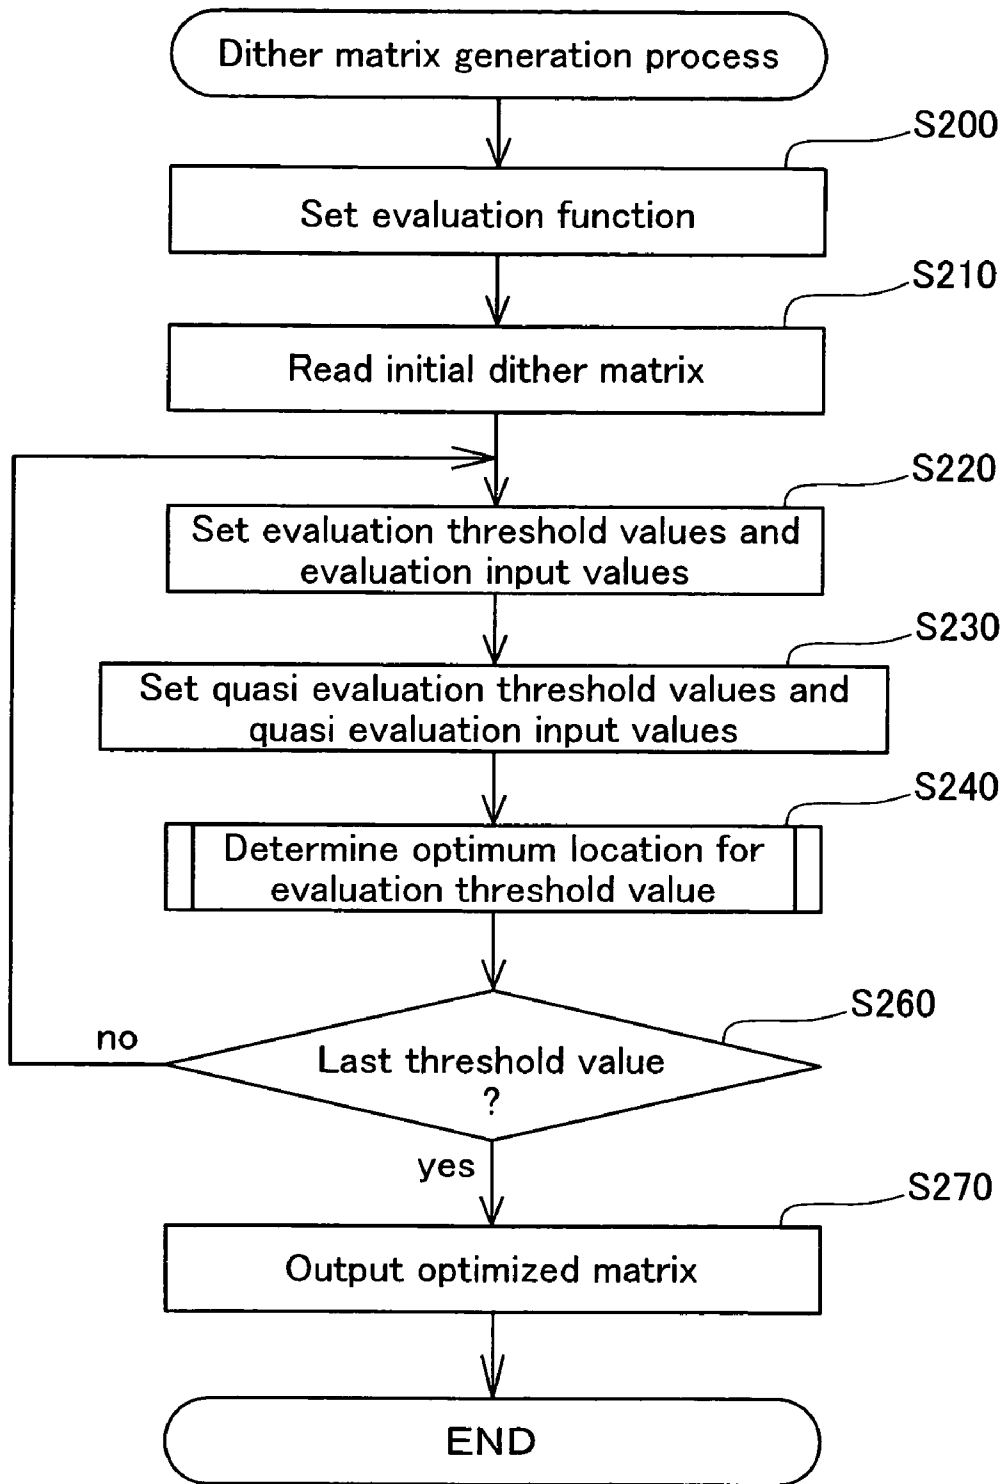 Dither matrix generation process
S200
Set evaluation function
S210
Read initial dither matrix
S220
Set evaluation threshold values and
evaluation input values
S230
Set quasi evaluation threshold values and
quasi evaluation input values
S240
Determine optimum location for
evaluation threshold value
S260
no
Last threshold value
?
yes
S270
Output optimized matrix
END